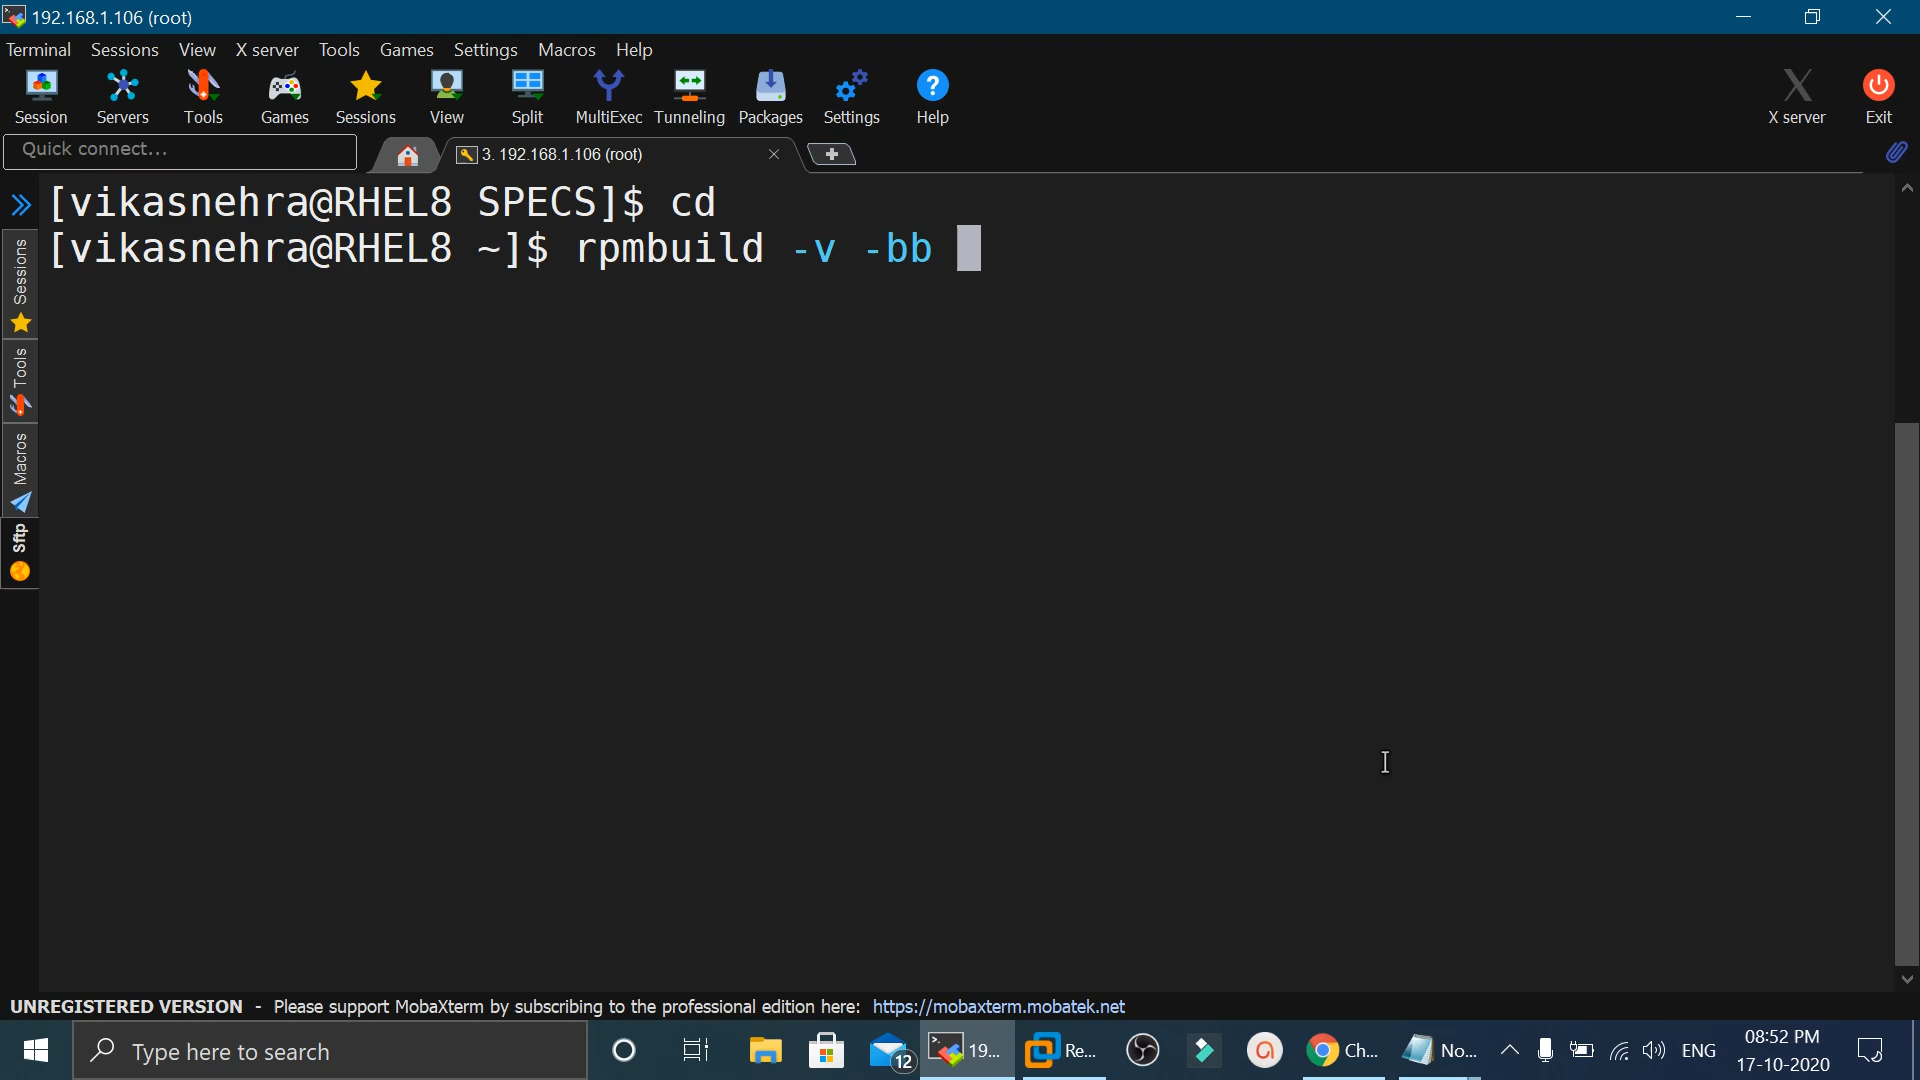 192.168.1.106 (root)
Terminal Sessions View X server Tools Games Settings Macros Help
Session Servers Tools Games Sessions View Split MultiExec Tunneling Packages Settings Help X server Exit
Quick connect...
3. 192.168.1.106 (root)
[vikasnehra@RHEL8 SPECS]$ cd
[vikasnehra@RHEL8 ~]$ rpmbuild -v -bb
Sessions
Tools
Macros
Sftp
UNREGISTERED VERSION - Please support MobaXterm by subscribing to the professional edition here: https://mobaxterm.mobatek.net
Type here to search
12
19...
Re...
Ch...
No...
ENG
08:52 PM
17-10-2020